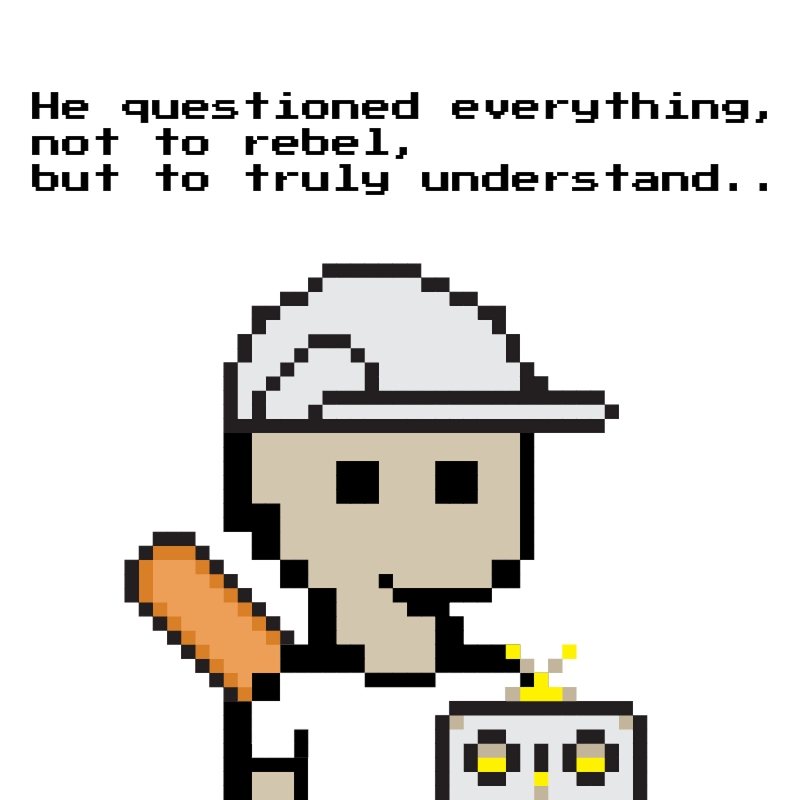 He questioned everything,
not to rebel,
but to truly understand..